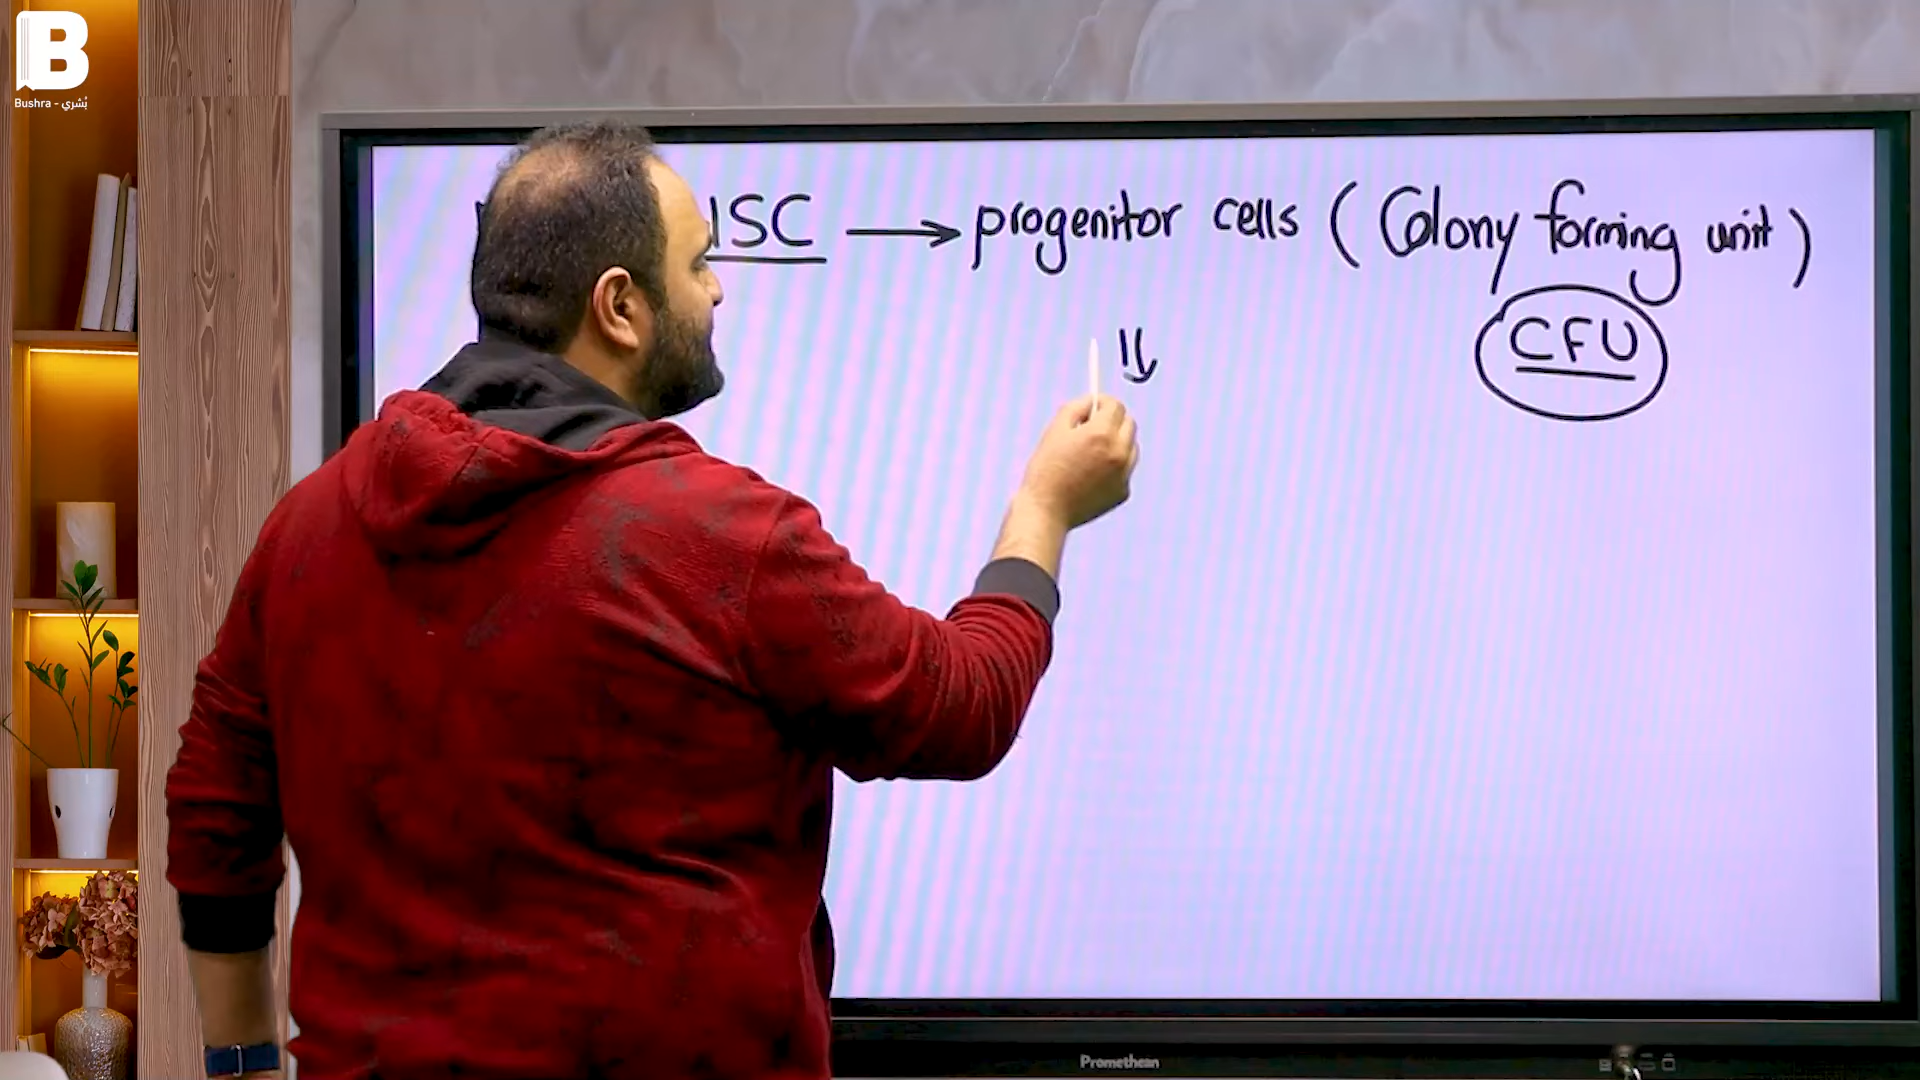 B
Bushra - بُشري
SC → progenitor cells ( Colony forming unit )
CFU
Promethean